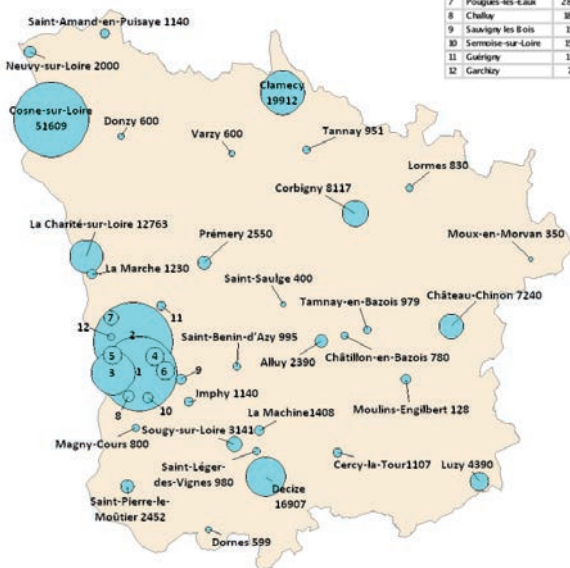 7 Pougues-les-Eaux
8 Challuy
9 Sauvigny les Bois
10 Sermoise-sur-Loire
11 Guérigny
12 Garchizy
Saint-Amand-en-Puisaye 1140
Neuvy-sur-Loire 2000
Cosne-sur-Loire
51609
Donzy 600
Clamecy
19912
Varzy 600
Tannay 951
Lormes 830
Corbigny 8117
La Charité-sur-Loire 12763
Prémery 2550
Moux-en-Morvan 350
La Marche 1230
Saint-Saulge 400
Château-Chinon 7240
Tamnay-en-Bazois 979
7
11
12
2
Saint-Benin-d'Azy 995
Alluy 2390
Châtillon-en-Bazois 780
5
4
3
1
6
9
8
10
Imphy 1140
Moulins-Engilbert 128
La Machine1408
Magny-Cours 800
Sougy-sur-Loire 3141
Saint-Léger-
des-Vignes 980
Cercy-la-Tour1107
Luzy 4390
Decize
16907
Saint-Pierre-le-
Moûtier 2452
Dornes 599